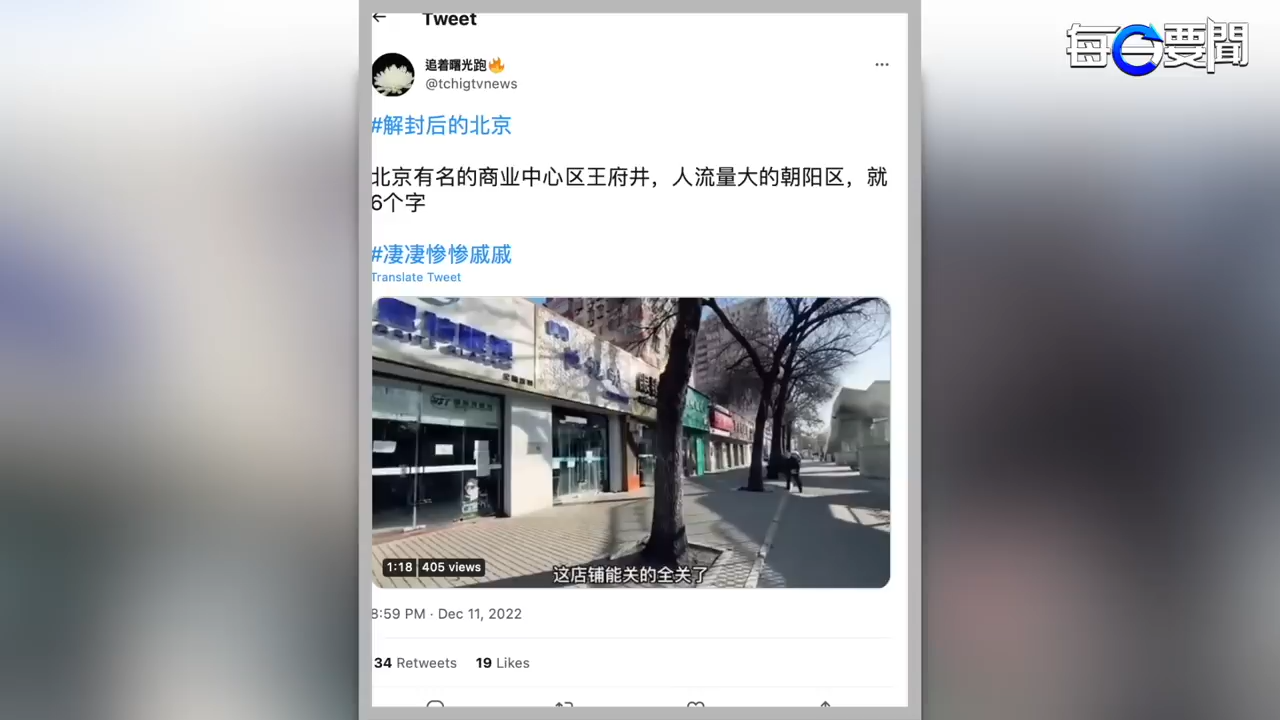 Tweet
每日要聞
追着曙光跑🔥
@tchigtvnews
#解封后的北京
北京有名的商业中心区王府井，人流量大的朝阳区，就
6个字
#凄凄惨惨戚戚
Translate Tweet
1:18 405 views
这店铺能关的全关了
8:59 PM · Dec 11, 2022
34 Retweets 19 Likes